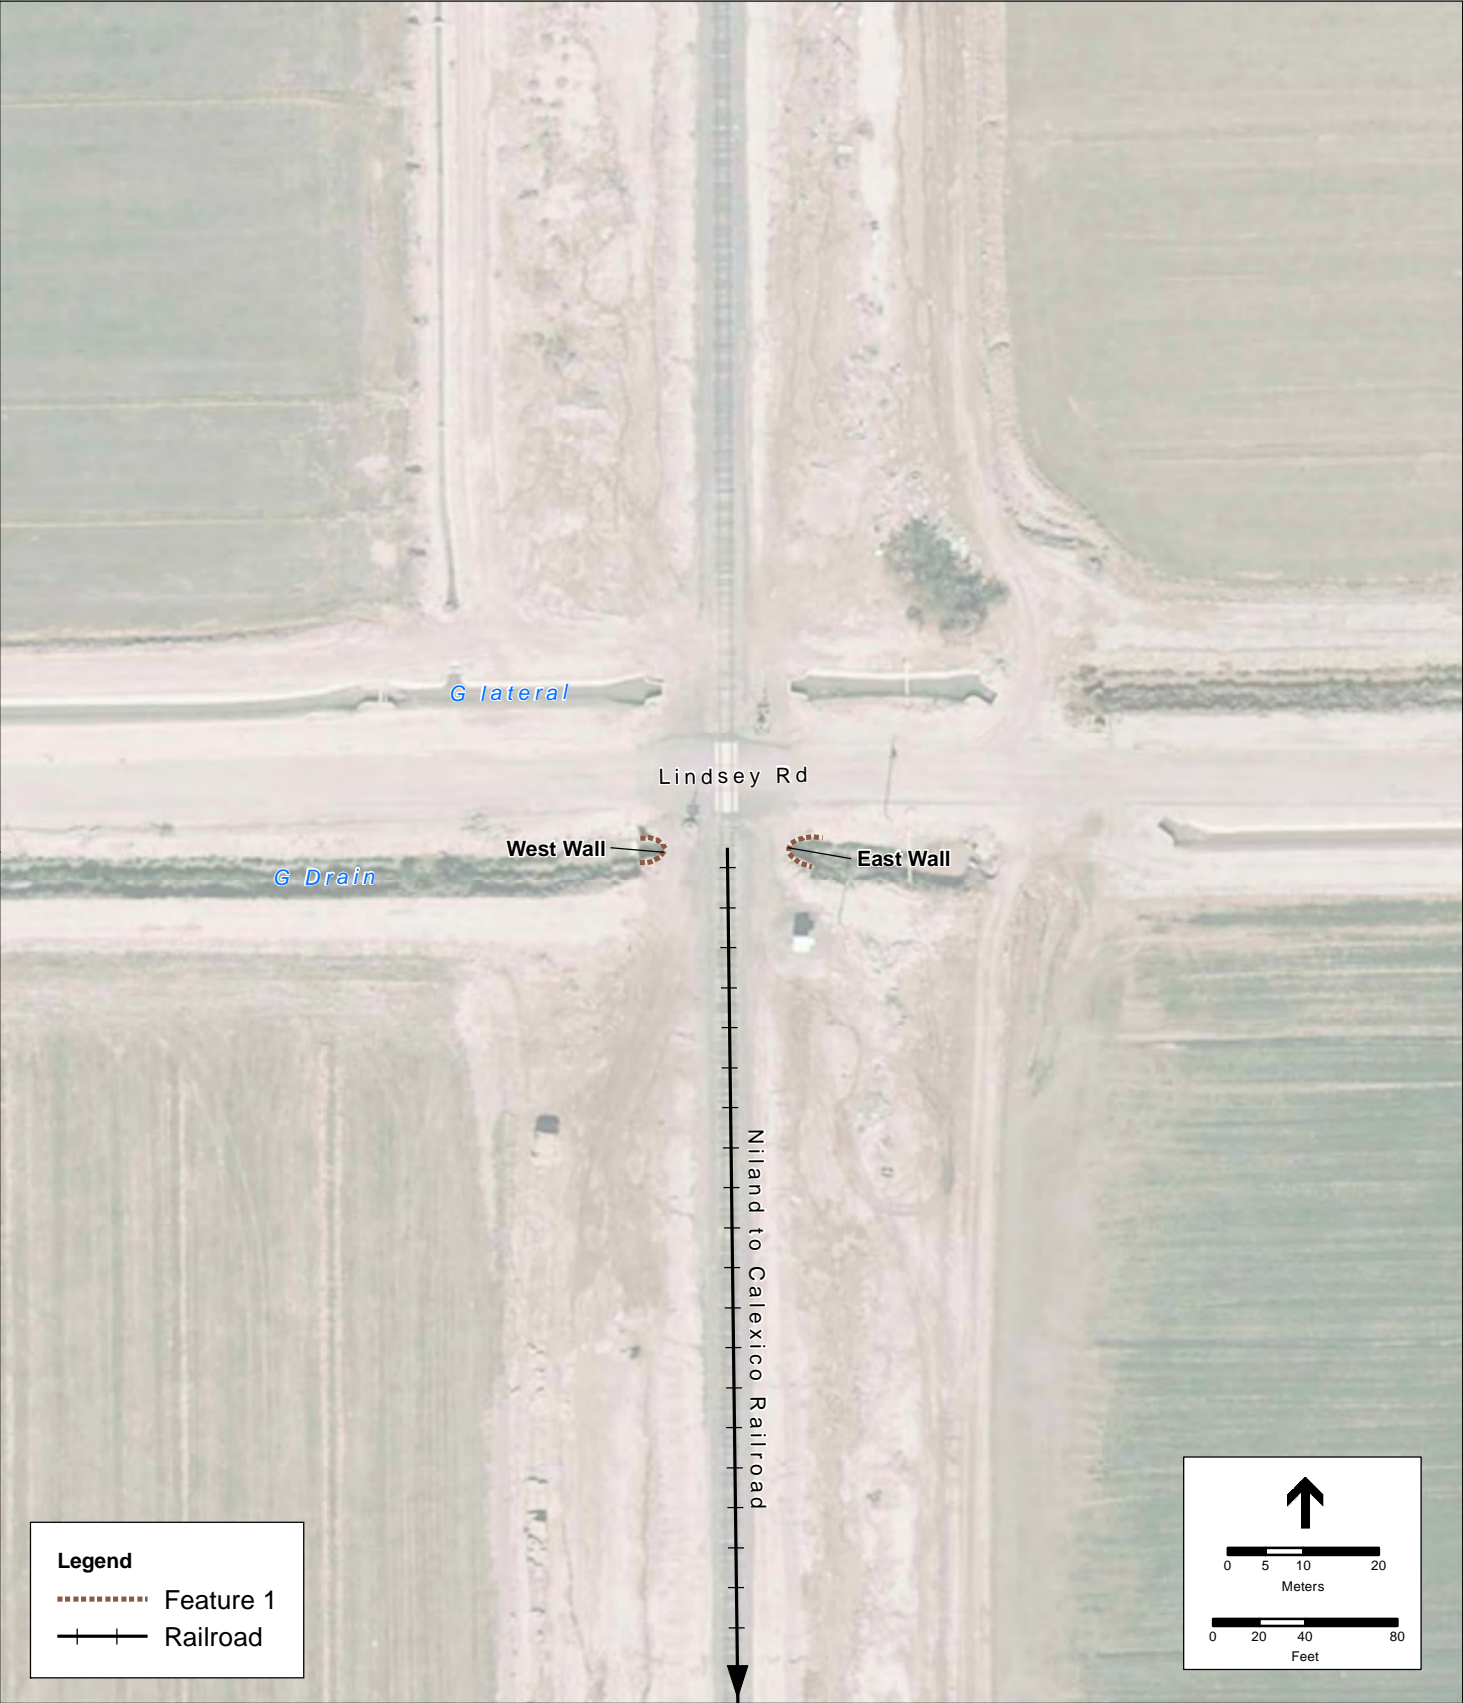 G lateral
Lindsey Rd
West Wall
East Wall
G Drain
Niland to Calexico Railroad
Legend
Feature 1
Railroad
0 5 10 20
Meters
0 20 40 80
Feet